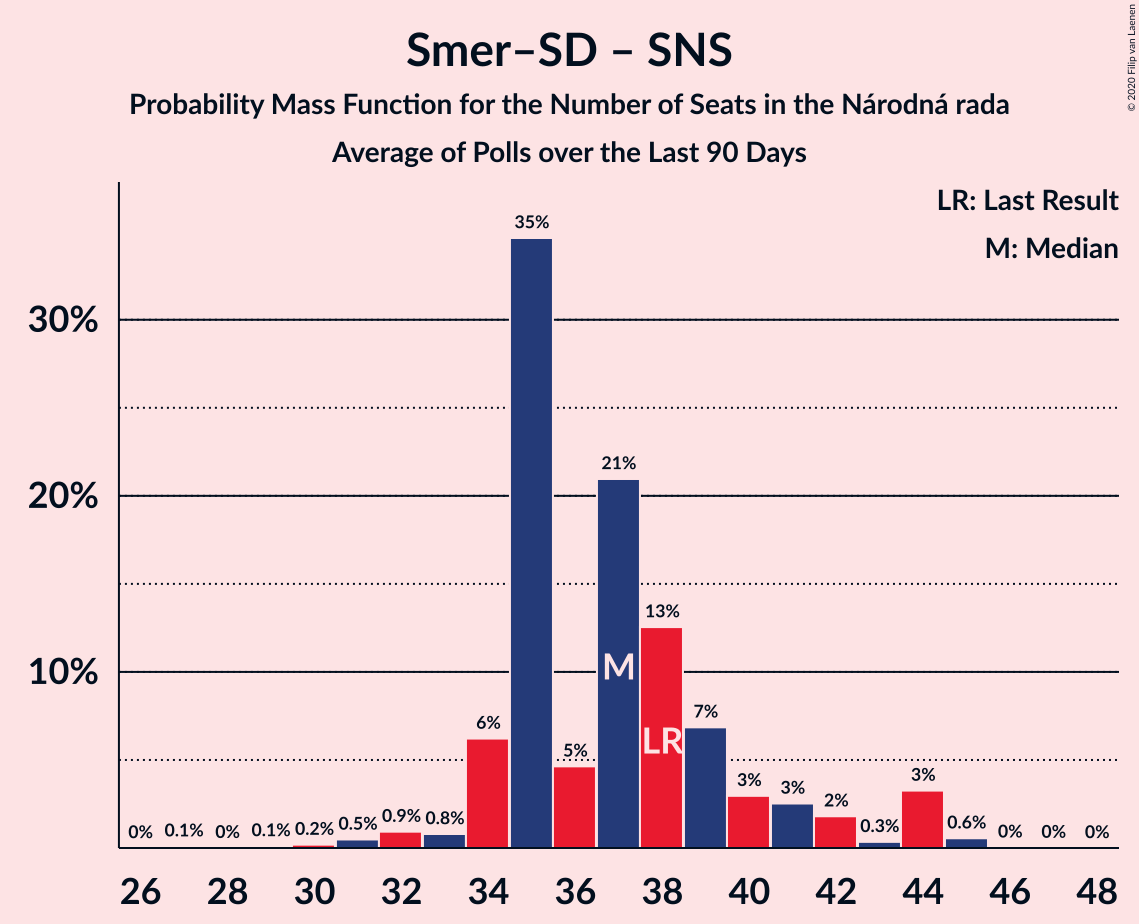 Smer–SD – SNS
Probability Mass Function for the Number of Seats in the Národná rada
Average of Polls over the Last 90 Days
© 2020 Filip van Laenen
LR: Last Result
M: Median
30%
20%
10%
0%
0.1%
0%
0.1%
0.2%
0.5%
0.9%
0.8%
6%
35%
5%
21%
13%
7%
3%
3%
2%
0.3%
3%
0.6%
0%
0%
0%
M
LR
26 28 30 32 34 36 38 40 42 44 46 48